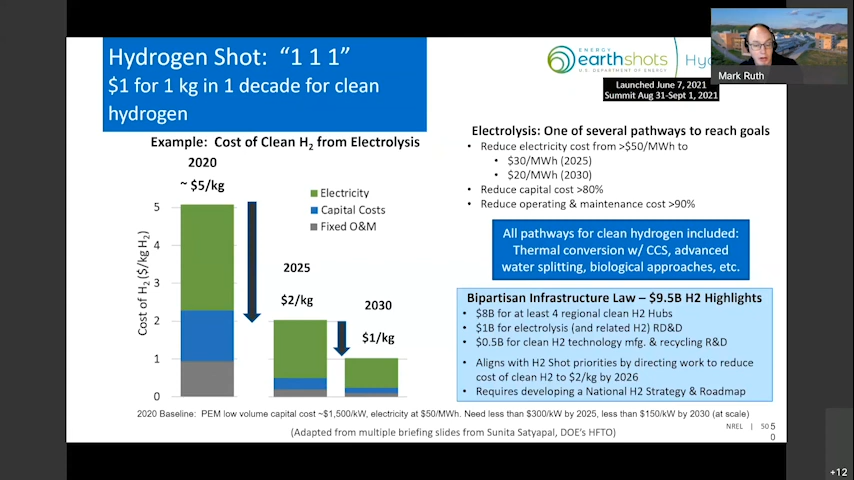 Hydrogen Shot: "1 1 1"
$1 for 1 kg in 1 decade for clean
hydrogen
ENERGY
earthshots
U.S. DEPARTMENT OF ENERGY
Launched June 7, 2021
Summit Aug 31-Sept 1, 2021
Mark Ruth
Example: Cost of Clean H2 from Electrolysis
2020
~ $5/kg
Electricity
Capital Costs
Fixed O&M
2025
$2/kg
2030
$1/kg
Cost of H2 ($/kg H2)
5
4
3
2
1
0
Electrolysis: One of several pathways to reach goals
• Reduce electricity cost from >$50/MWh to
• $30/MWh (2025)
• $20/MWh (2030)
• Reduce capital cost >80%
• Reduce operating & maintenance cost >90%
All pathways for clean hydrogen included:
Thermal conversion w/ CCS, advanced
water splitting, biological approaches, etc.
Bipartisan Infrastructure Law – $9.5B H2 Highlights
• $8B for at least 4 regional clean H2 Hubs
• $1B for electrolysis (and related H2) RD&D
• $0.5B for clean H2 technology mfg. & recycling R&D
• Aligns with H2 Shot priorities by directing work to reduce
cost of clean H2 to $2/kg by 2026
• Requires developing a National H2 Strategy & Roadmap
2020 Baseline: PEM low volume capital cost ~$1,500/kW, electricity at $50/MWh. Need less than $300/kW by 2025, less than $150/kW by 2030 (at scale)
(Adapted from multiple briefing slides from Sunita Satyapal, DOE's HFTO)
NREL | 50
5
0
+12